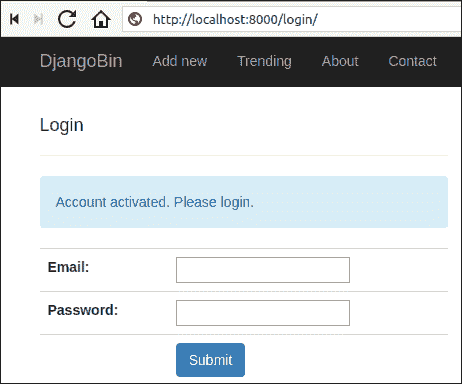 http://localhost:8000/login/
DjangoBin Add new Trending About Contact
Login
Account activated. Please login.
Email:
Password:
Submit